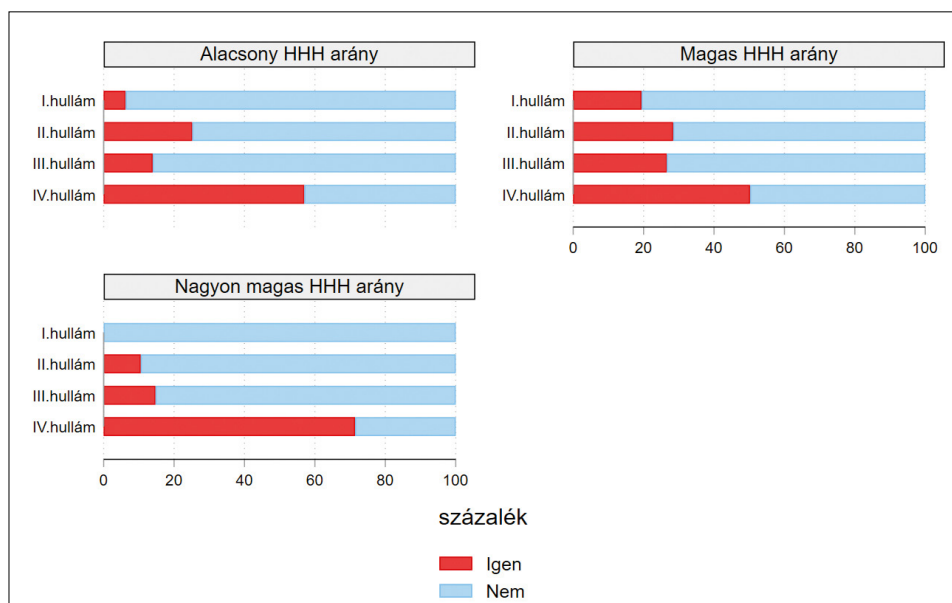 Alacsony HHH arány
I.hullám
II.hullám
III.hullám
IV.hullám
Magas HHH arány
I.hullám
II.hullám
III.hullám
IV.hullám
0 20 40 60 80 100
Nagyon magas HHH arány
I.hullám
II.hullám
III.hullám
IV.hullám
0 20 40 60 80 100
százalék
Igen
Nem